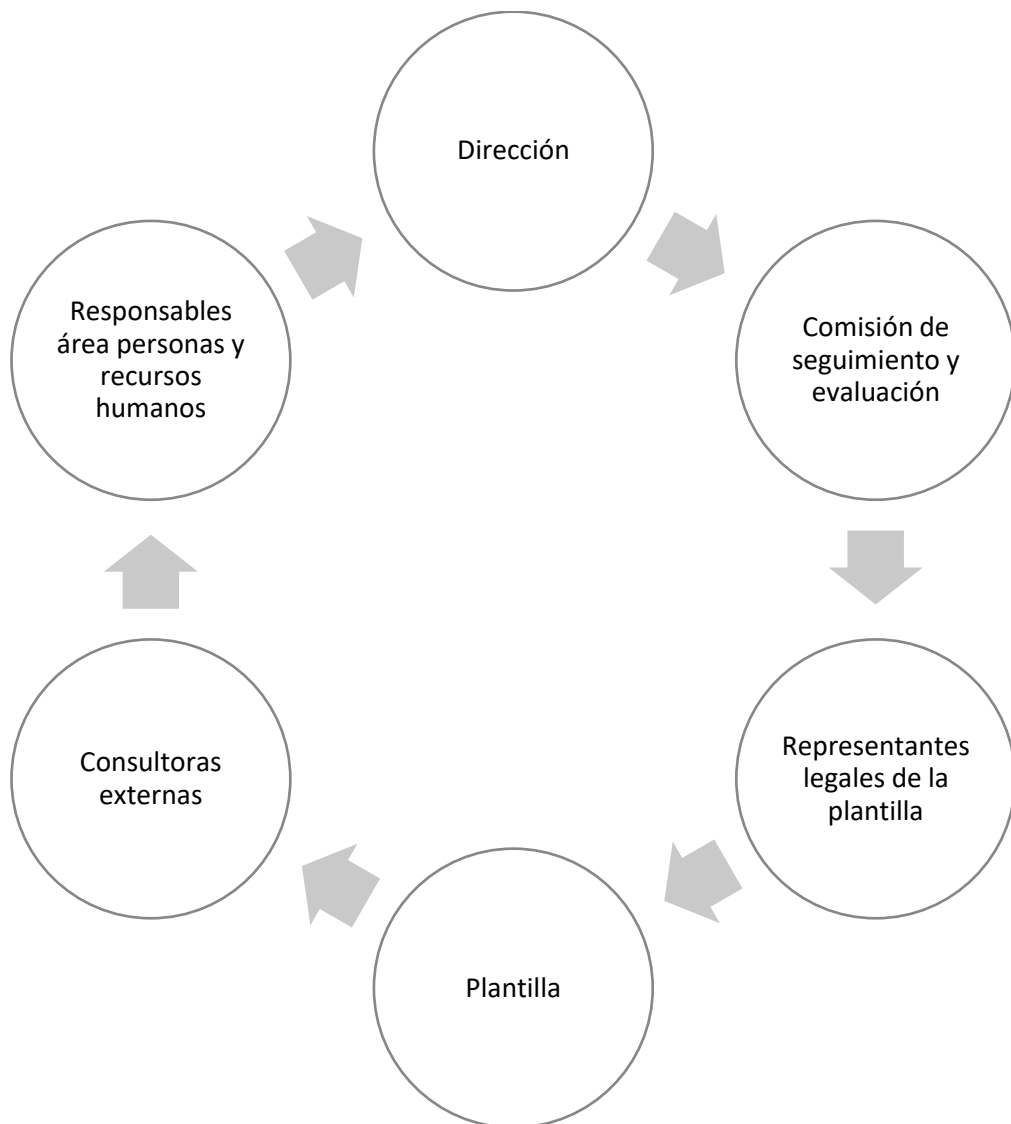 Dirección
Comisión de
seguimiento y
evaluación
Representantes
legales de la
plantilla
Plantilla
Consultoras
externas
Responsables
área personas y
recursos
humanos